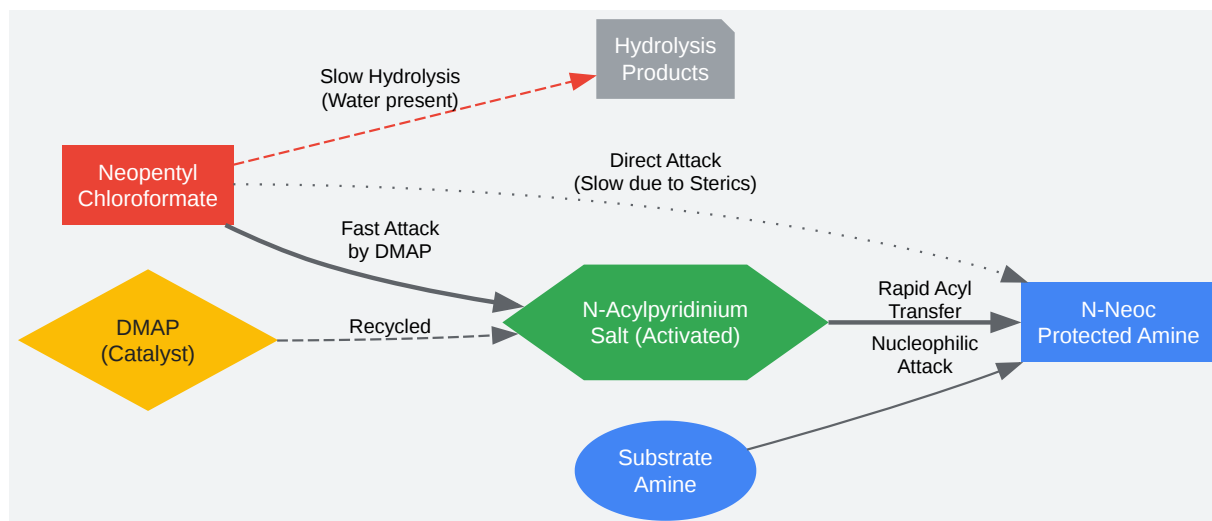 Hydrolysis
Products
Slow Hydrolysis
(Water present)
Neopentyl
Chloroformate
Direct Attack
(Slow due to Sterics)
Fast Attack
by DMAP
DMAP
(Catalyst)
Recycled
N-Acylpyridinium
Salt (Activated)
Rapid Acyl
Transfer
Nucleophilic
Attack
N-Neoc
Protected Amine
Substrate
Amine